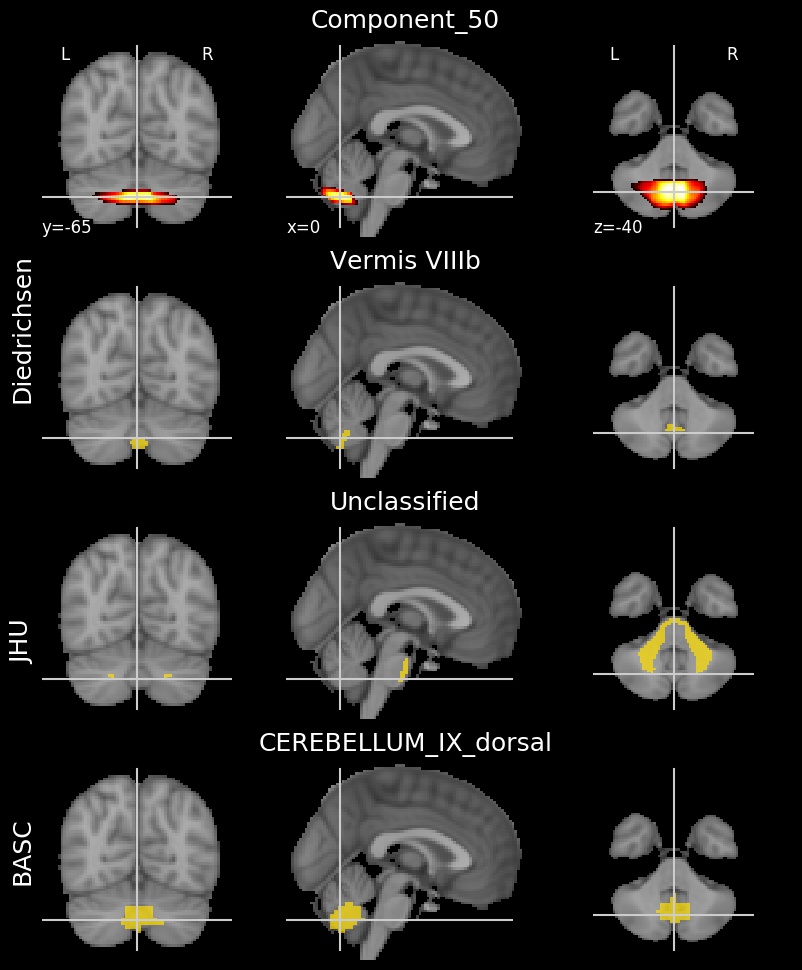 Component_50
L R L R
y=-65 x=0 z=-40
Diedrichsen
Vermis VIIIb
JHU
Unclassified
BASC
CEREBELLUM_IX_dorsal